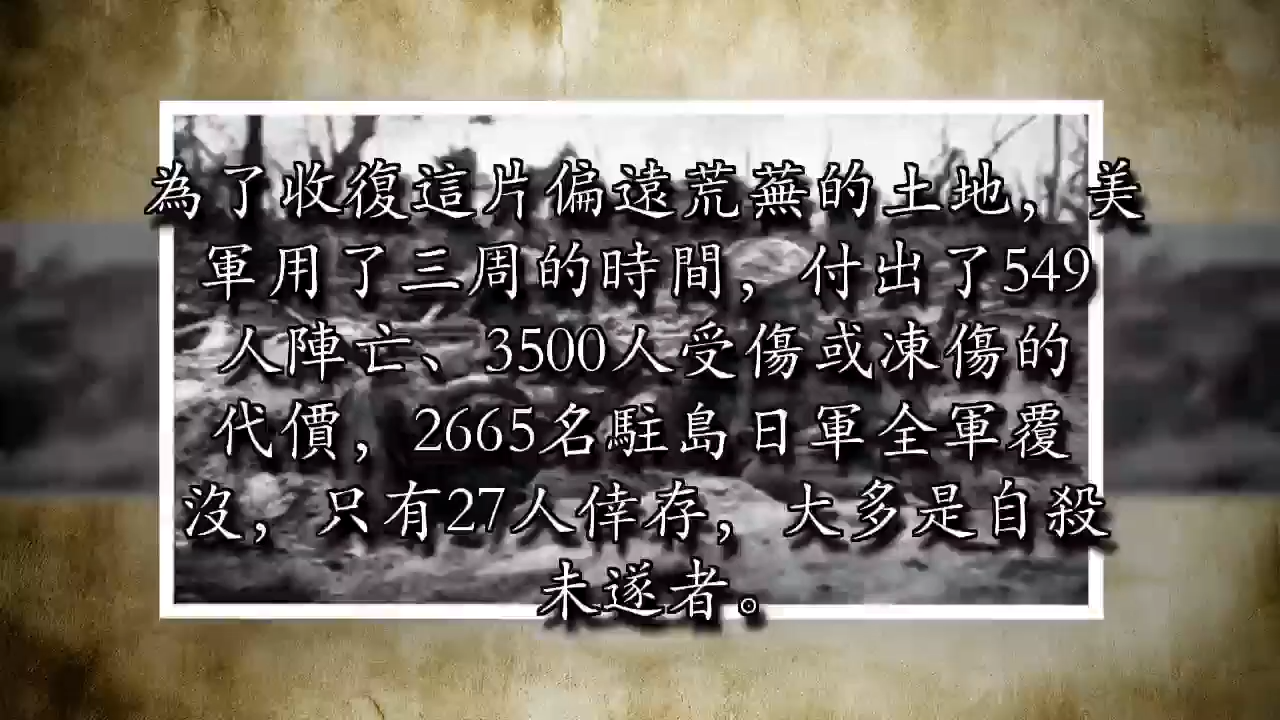 為了收復這片偏遠荒蕪的土地，美
軍用了三周的時間，付出了549
人陣亡、3500人受傷或凍傷的
代價，2665名駐島日軍全軍覆
沒，只有27人倖存，大多是自殺
未遂者。